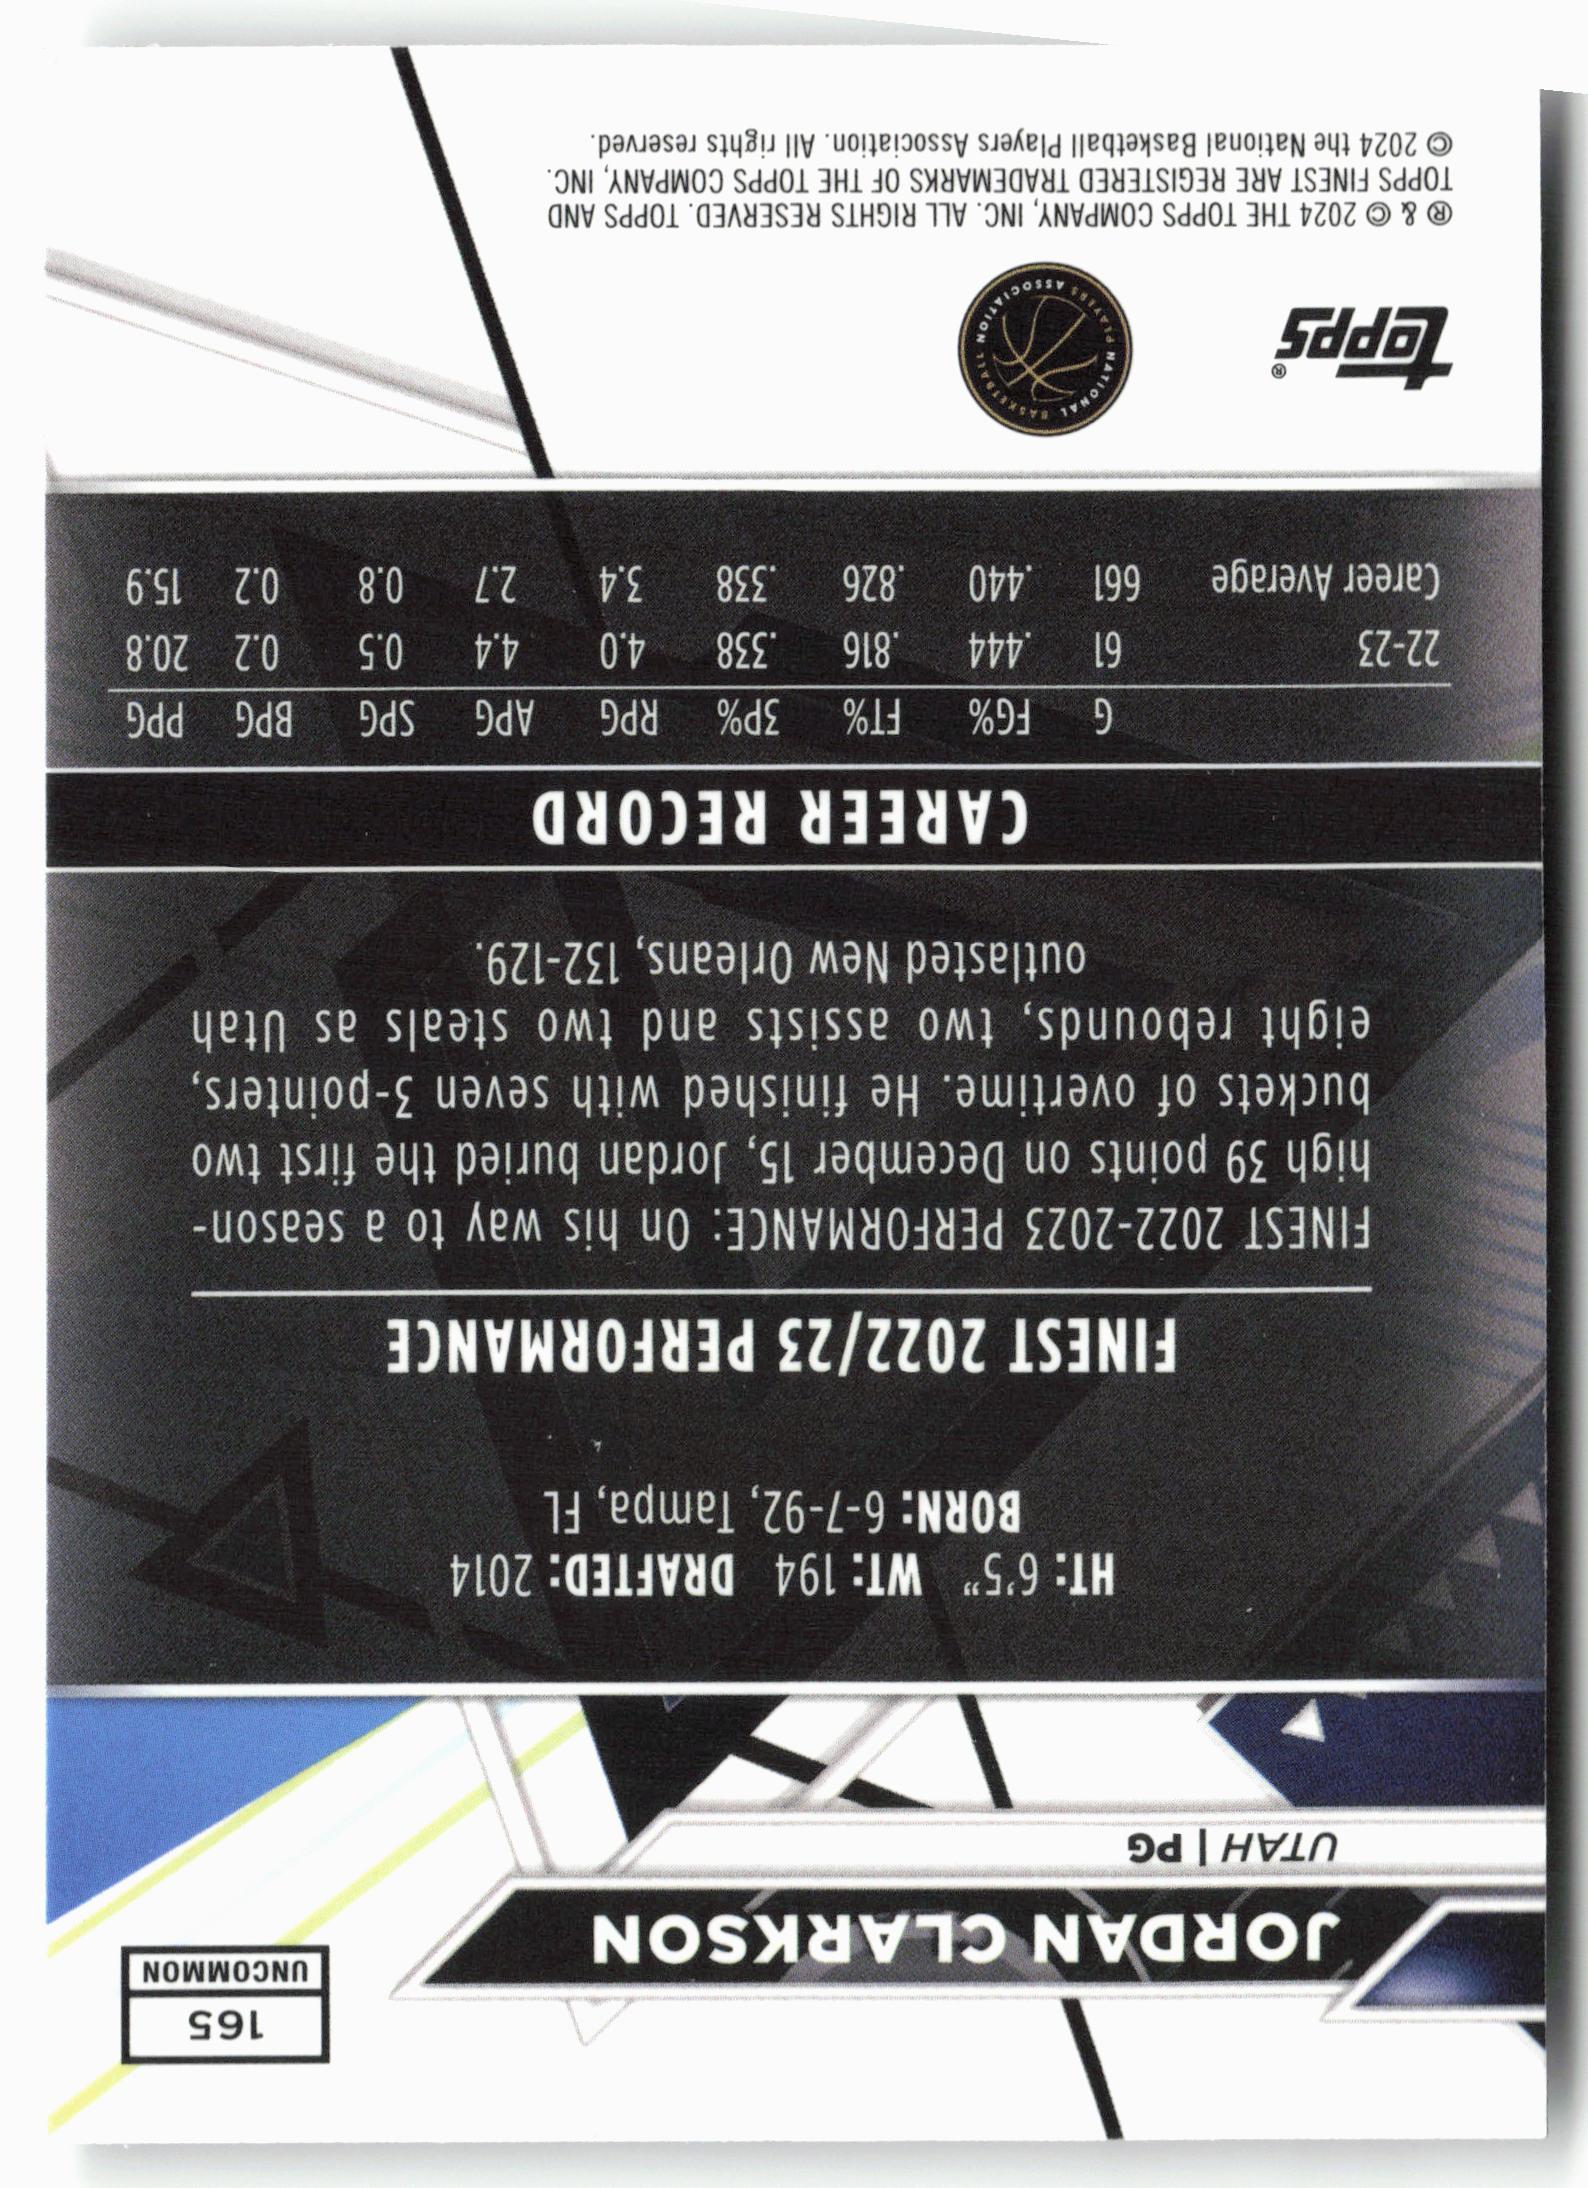 165
UNCOMMON
JORDAN CLARKSON
UTAH | PG
HT: 6'5" WT: 194 DRAFTED: 2014
BORN: 6-7-92, Tampa, FL
FINEST 2022/23 PERFORMANCE
FINEST 2022-2023 PERFORMANCE: On his way to a season-
high 39 points on December 15, Jordan buried the first two
buckets of overtime. He finished with seven 3-pointers,
eight rebounds, two assists and two steals as Utah
outlasted New Orleans, 132-129.
CAREER RECORD
G FG% FT% 3P% RPG APG SPG BPG PPG
22-23 61 .444 .816 .338 4.0 4.4 0.5 0.2 20.8
Career Average 661 .440 .826 .338 3.4 2.7 0.8 0.2 15.9
topps®
NATIONAL BASKETBALL PLAYERS ASSOCIATION
® & © 2024 THE TOPPS COMPANY, INC. ALL RIGHTS RESERVED. TOPPS AND
TOPPS FINEST ARE REGISTERED TRADEMARKS OF THE TOPPS COMPANY, INC.
© 2024 the National Basketball Players Association. All rights reserved.